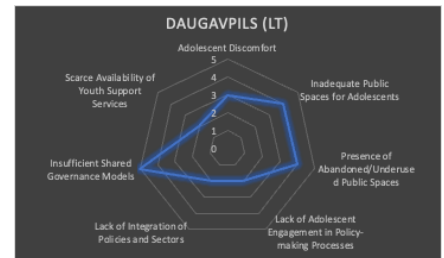 DAUGAVPILS (LT)
Adolescent Discomfort
5
4
3
2
1
0
Inadequate Public
Spaces for Adolescents
Presence of
Abandoned/Underuse
d Public Spaces
Lack of Adolescent
Engagement in Policy-
making Processes
Lack of Integration of
Policies and Sectors
Insufficient Shared
Governance Models
Scarce Availability of
Youth Support
Services